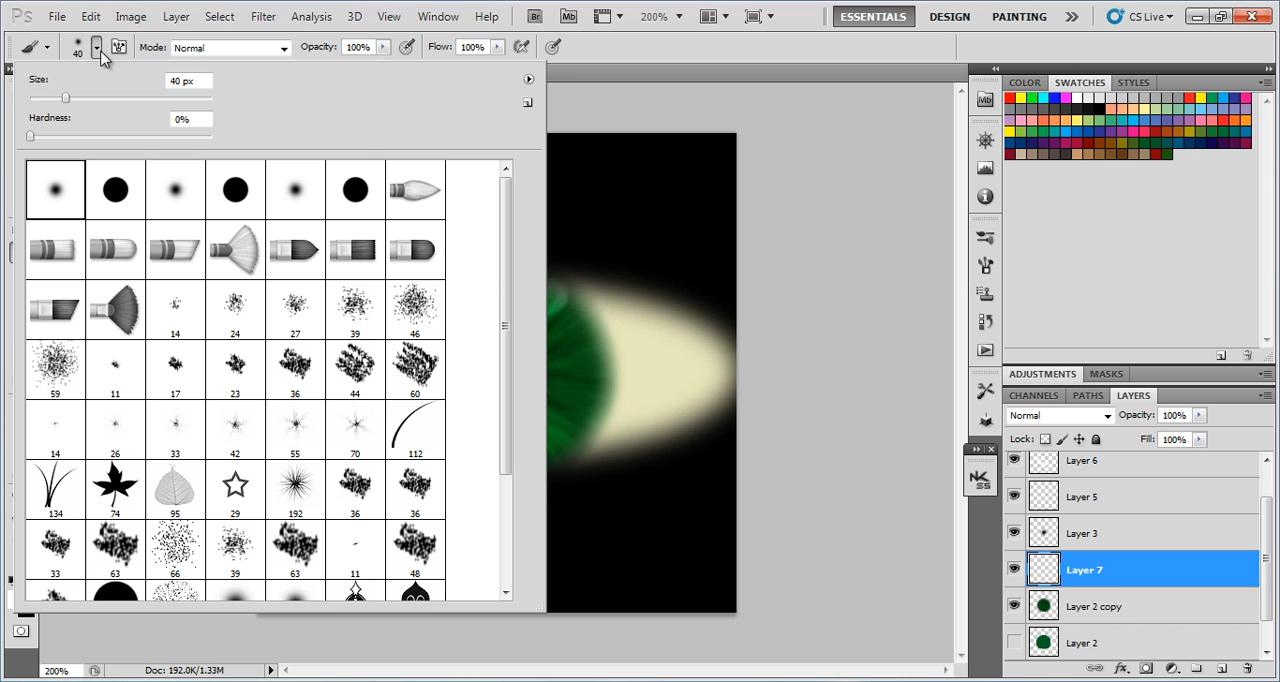 Ps File Edit Image Layer Select Filter Analysis 3D View Window Help Br Mb 200% ESSENTIALS DESIGN PAINTING CS Live
40 Mode: Normal Opacity: 100% Flow: 100%
Size: 40 px
Hardness: 0%
14 24 27 39 46
59 11 17 23 36 44 60
14 26 33 42 55 70 112
134 74 95 29 192 36 36
33 63 66 39 63 11 48
COLOR SWATCHES STYLES
Mb
ADJUSTMENTS MASKS
CHANNELS PATHS LAYERS
Normal Opacity: 100%
Lock: Fill: 100%
Layer 6
Layer 5
Layer 3
Layer 7
Layer 2 copy
Layer 2
fx
200% Doc: 192.0K/1.33M